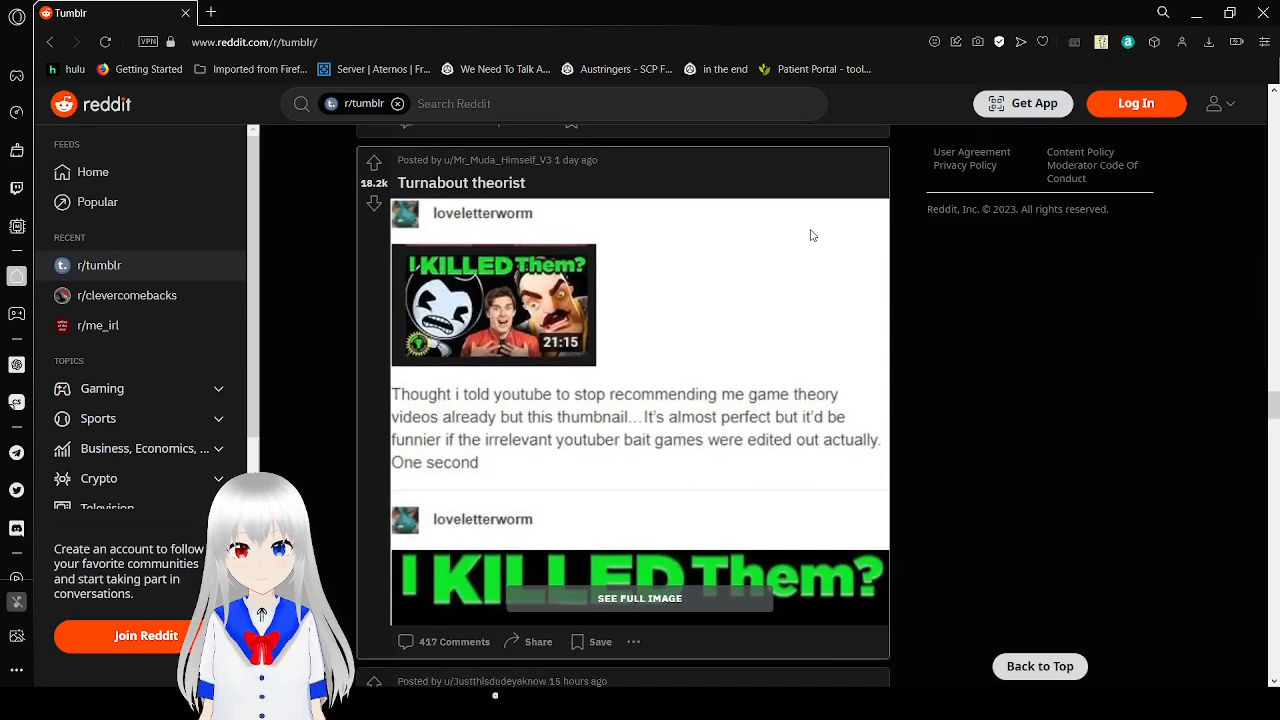 Tumblr
www.reddit.com/r/tumblr/
VPN
hulu
Getting Started
Imported from Firef...
Server | Aternos | Fr...
We Need To Talk A...
Austringers - SCP F...
in the end
Patient Portal - tool...
reddit
r/tumblr
Search Reddit
Get App
Log In
FEEDS
Home
Popular
RECENT
r/tumblr
r/clevercomebacks
r/me_irl
TOPICS
Gaming
Sports
Business, Economics, ...
Crypto
Television
Create an account to follow
your favorite communities
and start taking part in
conversations.
Join Reddit
Posted by u/Mr_Muda_Himself_V3 1 day ago
18.2k
Turnabout theorist
loveletterworm
I KILLED Them?
21:15
Thought i told youtube to stop recommending me game theory
videos already but this thumbnail...It's almost perfect but it'd be
funnier if the irrelevant youtuber bait games were edited out actually.
One second
loveletterworm
I KILLED Them?
SEE FULL IMAGE
417 Comments
Share
Save
Posted by u/Justthlsdudeyaknow 15 hours ago
User Agreement
Content Policy
Privacy Policy
Moderator Code Of
Conduct
Reddit, Inc. © 2023. All rights reserved.
Back to Top